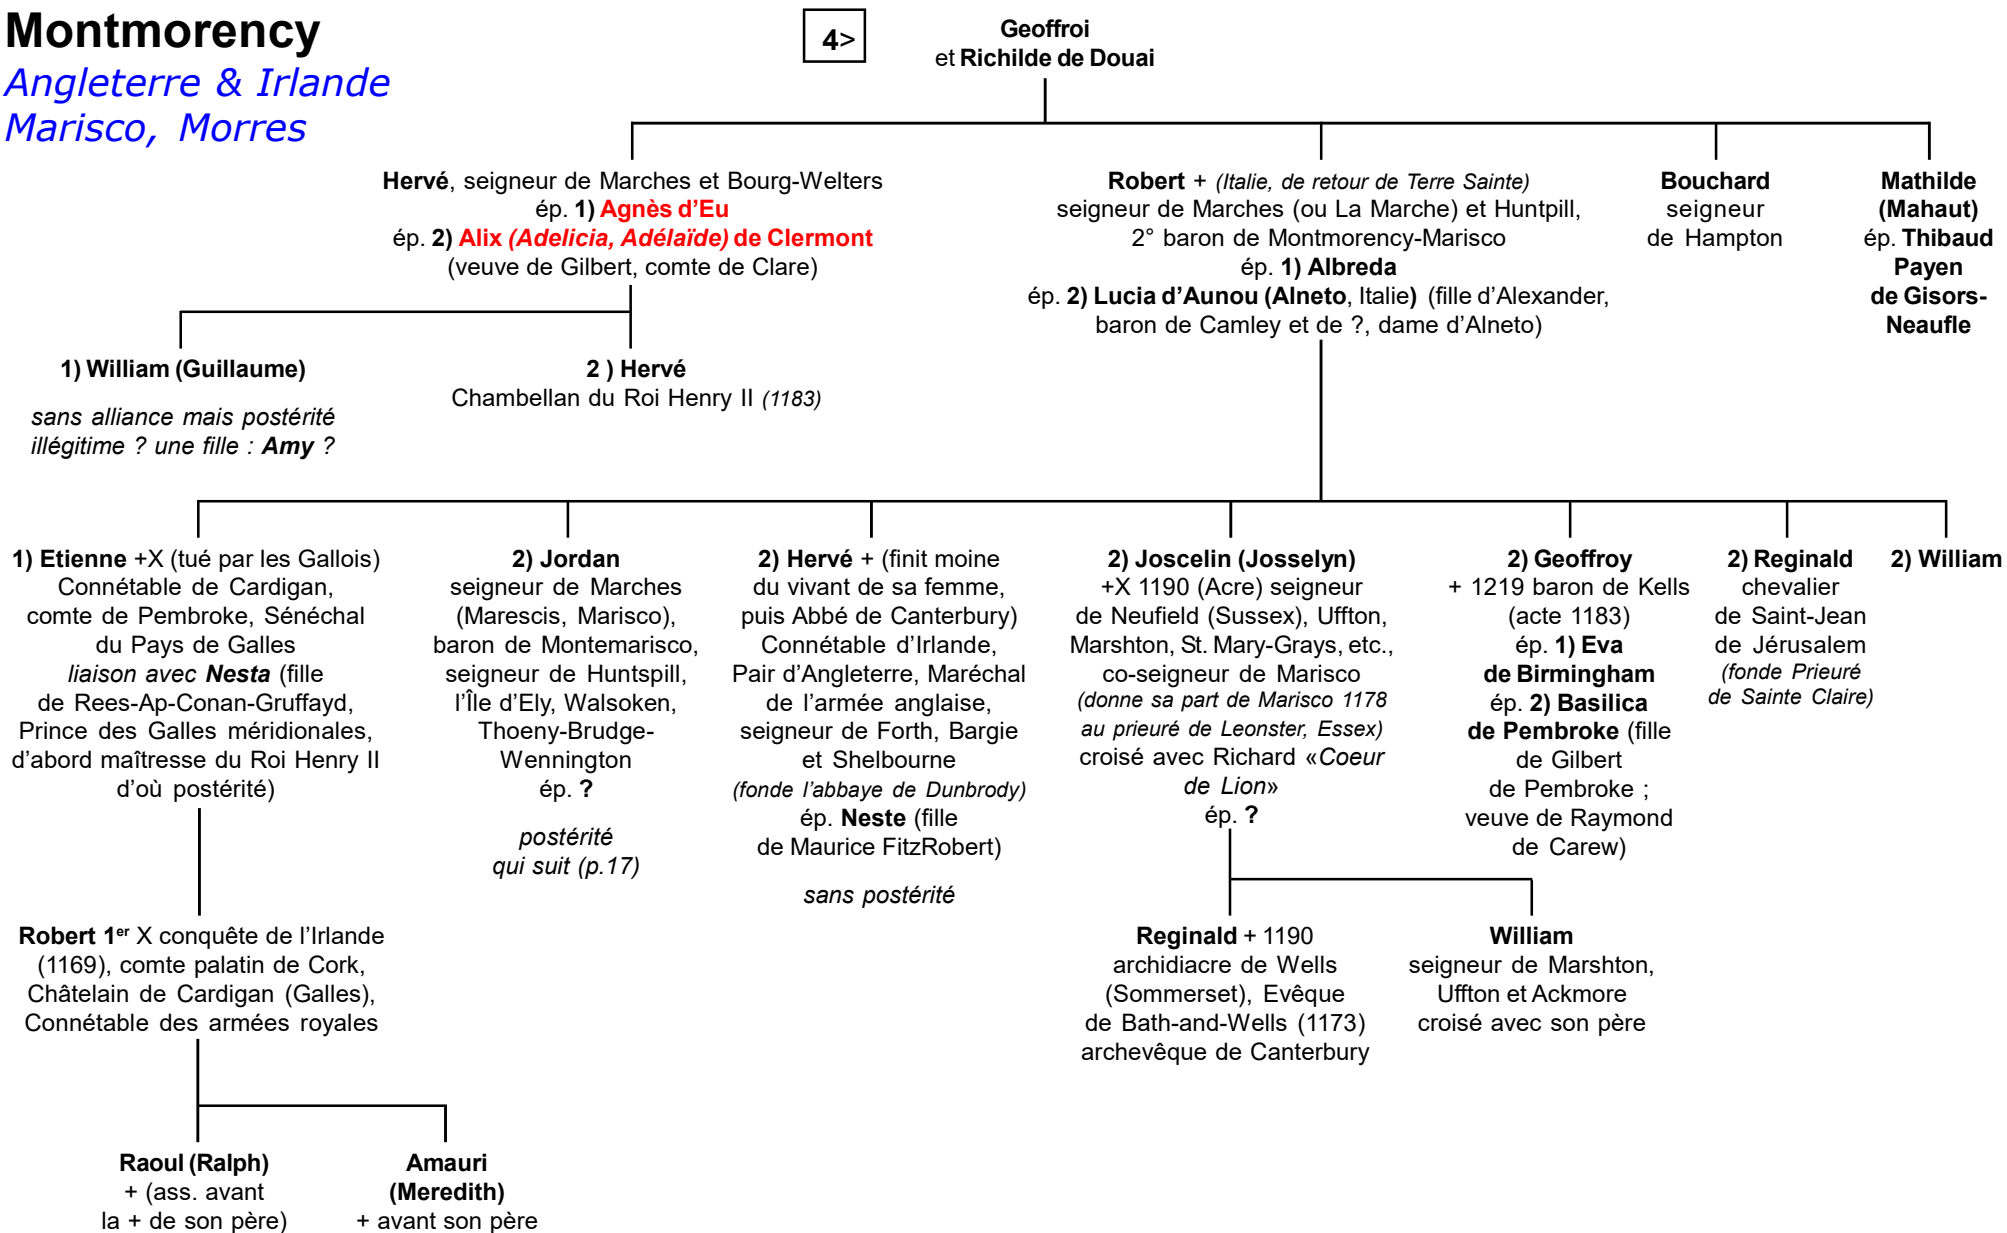 Montmorency
Angleterre & Irlande
Marisco, Morres
4>
Geoffroi
et Richilde de Douai
Hervé, seigneur de Marches et Bourg-Welters
ép. 1) Agnès d’Eu
ép. 2) Alix (Adelicia, Adélaïde) de Clermont
(veuve de Gilbert, comte de Clare)
Robert + (Italie, de retour de Terre Sainte)
seigneur de Marches (ou La Marche) et Huntpill,
2° baron de Montmorency-Marisco
ép. 1) Albreda
ép. 2) Lucia d’Aunou (Alneto, Italie) (fille d’Alexander,
baron de Camley et de ?, dame d’Alneto)
Bouchard
seigneur
de Hampton
Mathilde
(Mahaut)
ép. Thibaud
Payen
de Gisors-
Neaufle
1) William (Guillaume)
sans alliance mais postérité
illégitime ? une fille : Amy ?
2 ) Hervé
Chambellan du Roi Henry II (1183)
1) Etienne +X (tué par les Gallois)
Connétable de Cardigan,
comte de Pembroke, Sénéchal
du Pays de Galles
liaison avec Nesta (fille
de Rees-Ap-Conan-Gruffayd,
Prince des Galles méridionales,
d’abord maîtresse du Roi Henry II
d’où postérité)
2) Jordan
seigneur de Marches
(Marescis, Marisco),
baron de Montemarisco,
seigneur de Huntspill,
l’Île d’Ely, Walsoken,
Thoeny-Brudge-
Wennington
ép. ?
postérité
qui suit (p.17)
2) Hervé + (finit moine
du vivant de sa femme,
puis Abbé de Canterbury)
Connétable d’Irlande,
Pair d’Angleterre, Maréchal
de l’armée anglaise,
seigneur de Forth, Bargie
et Shelbourne
(fonde l’abbaye de Dunbrody)
ép. Neste (fille
de Maurice FitzRobert)
sans postérité
2) Joscelin (Josselyn)
+X 1190 (Acre) seigneur
de Neufield (Sussex), Uffton,
Marshton, St. Mary-Grays, etc.,
co-seigneur de Marisco
(donne sa part de Marisco 1178
au prieuré de Leonster, Essex)
croisé avec Richard «Coeur
de Lion»
ép. ?
2) Geoffroy
+ 1219 baron de Kells
(acte 1183)
ép. 1) Eva
de Birmingham
ép. 2) Basilica
de Pembroke (fille
de Gilbert
de Pembroke ;
veuve de Raymond
de Carew)
2) Reginald
chevalier
de Saint-Jean
de Jérusalem
(fonde Prieuré
de Sainte Claire)
2) William
Robert 1er X conquête de l’Irlande
(1169), comte palatin de Cork,
Châtelain de Cardigan (Galles),
Connétable des armées royales
Reginald + 1190
archidiacre de Wells
(Sommerset), Evêque
de Bath-and-Wells (1173)
archevêque de Canterbury
William
seigneur de Marshton,
Uffton et Ackmore
croisé avec son père
Raoul (Ralph)
+ (ass. avant
la + de son père)
Amauri
(Meredith)
+ avant son père